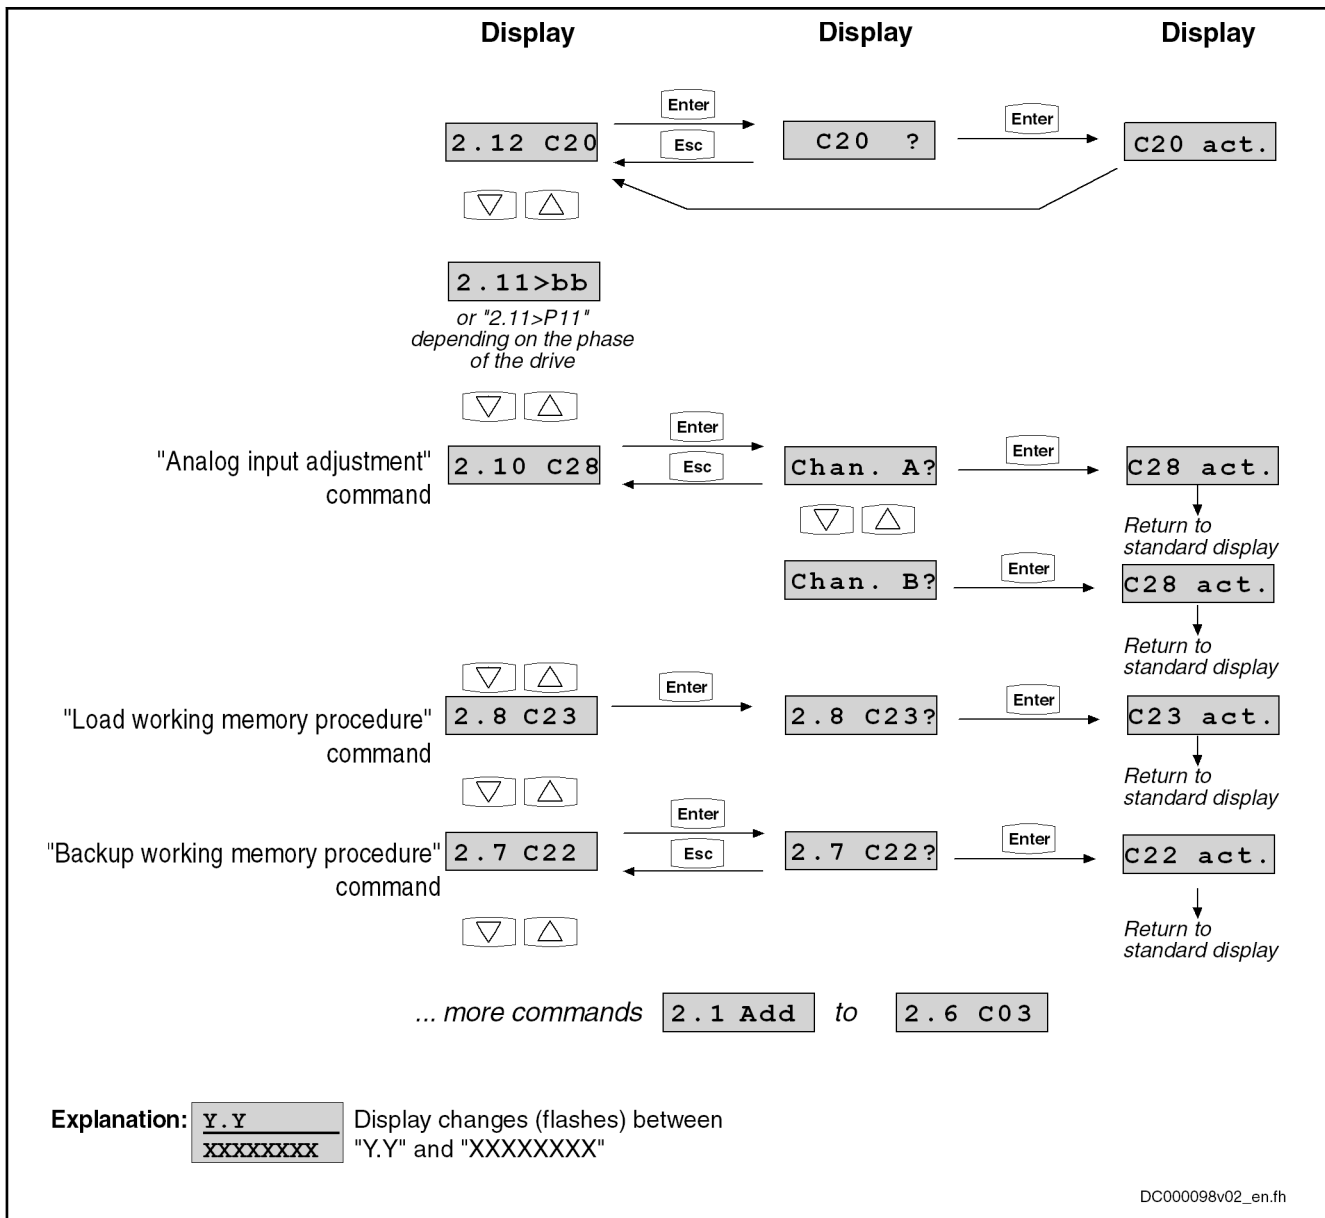 Display Display Display
Enter
Enter
2.12 C20
C20 ?
C20 act.
Esc
2.11>bb
or "2.11>P11"
depending on the phase
of the drive
Enter
Enter
"Analog input adjustment"
command
2.10 C28
Esc
Chan. A?
C28 act.
Return to
standard display
Chan. B?
Enter
C28 act.
Return to
standard display
"Load working memory procedure"
command
2.8 C23
Enter
2.8 C23?
Enter
C23 act.
Return to
standard display
Enter
"Backup working memory procedure"
command
2.7 C22
Esc
2.7 C22?
Enter
C22 act.
Return to
standard display
... more commands 2.1 Add to 2.6 C03
Explanation: Y.Y Display changes (flashes) between
XXXXXXXX "Y.Y" and "XXXXXXXX"
DC000098v02_en.fh